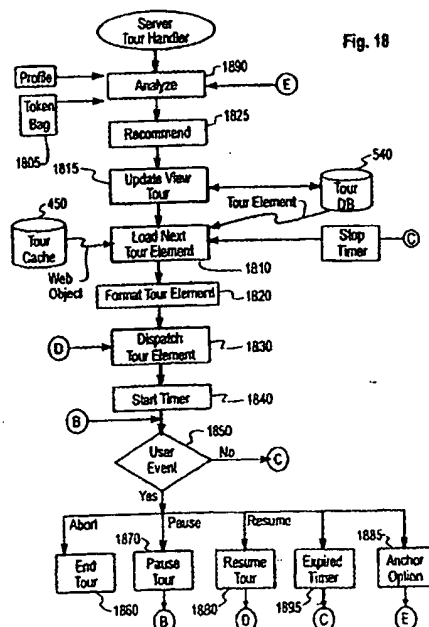 Server
Tour Handler
Fig. 18
Profile
1890
Analyze
E
Token
Bag
1805
1825
Recommend
1815
Update View
Tour
540
Tour
DB
Tour Element
450
Tour
Cache
Load Next
Tour Element
Stop
Timer
C
Web
Object
1810
Format Tour Element
1820
D
Dispatch
Tour Element
1830
Start Timer
1840
B
1850
User
Event
No
C
Yes
Abort
Pause
Resume
1870
1885
End
Tour
Pause
Tour
Resume
Tour
Expired
Timer
Anchor
Option
1860
1880
1895
B
D
C
E